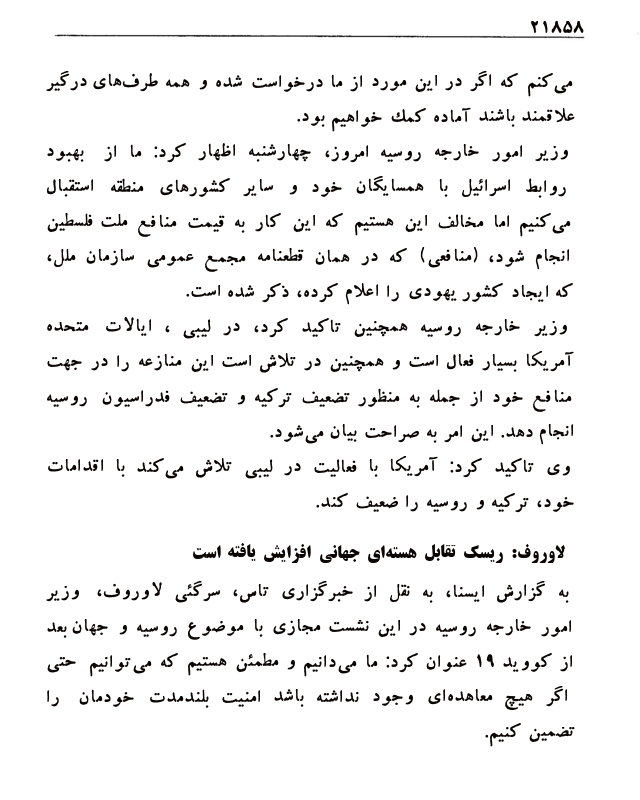 ۲۱۸۵۸
می‌کنم که اگر در این مورد از ما درخواست شده و همه طرف‌های درگیر
علاقمند باشند آماده کمك خواهیم بود.
وزیر امور خارجه روسیه امروز، چهارشنبه اظهار کرد: ما از بهبود
روابط اسرائیل با همسایگان خود و سایر کشورهای منطقه استقبال
می‌کنیم اما مخالف این هستیم که این کار به قیمت منافع ملت فلسطین
انجام شود، (منافعی) که در همان قطعنامه مجمع عمومی سازمان ملل،
که ایجاد کشور یهودی را اعلام کرده، ذکر شده است.
وزیر خارجه روسیه همچنین تاکید کرد، در لیبی ، ایالات متحده
آمریکا بسیار فعال است و همچنین در تلاش است این منازعه را در جهت
منافع خود از جمله به منظور تضعیف ترکیه و تضعیف فدراسیون روسیه
انجام دهد. این امر به صراحت بیان می‌شود.
وی تاکید کرد: آمریکا با فعالیت در لیبی تلاش می‌کند با اقدامات
خود، ترکیه و روسیه را ضعیف کند.
لاوروف: ریسک تقابل هسته‌ای جهانی افزایش یافته است
به گزارش ایسنا، به نقل از خبرگزاری تاس، سرگئی لاوروف، وزیر
امور خارجه روسیه در این نشست مجازی با موضوع روسیه و جهان بعد
از کووید ۱۹ عنوان کرد: ما می‌دانیم و مطمئن هستیم که می‌توانیم حتی
اگر هیچ معاهده‌ای وجود نداشته باشد امنیت بلندمدت خودمان را
تضمین کنیم.